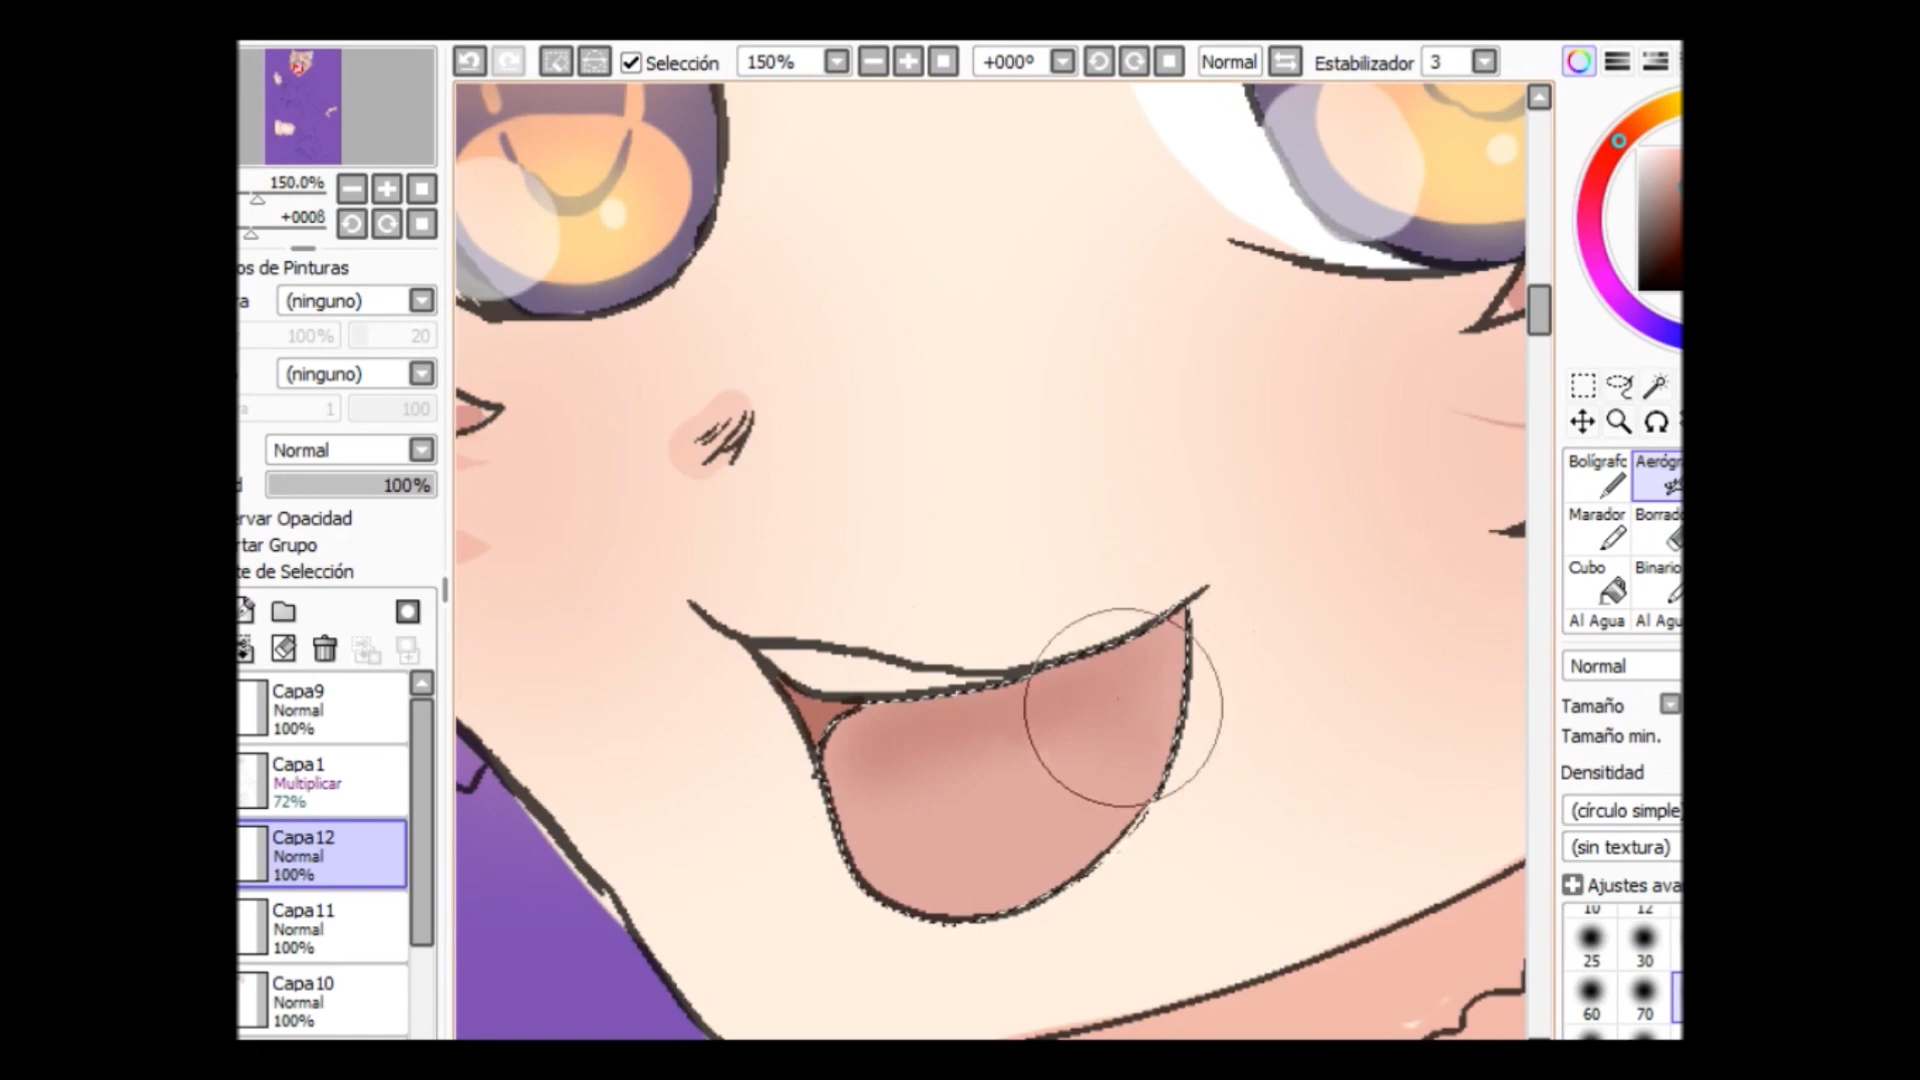 Selección
150%
+000º
Normal
Estabilizador
3
150.0%
+000ß
os de Pinturas
a
(ninguno)
100%
20
(ninguno)
a
1
100
Normal
d
100%
ervar Opacidad
rtar Grupo
te de Selección
Capa9
Normal
100%
Capa1
Multiplicar
72%
Capa12
Normal
100%
Capa11
Normal
100%
Capa10
Normal
100%
Bolígrafc
Aerógr
Marador
Borrad
Cubo
Binario
Al Agua
Al Agu
Normal
Tamaño
Tamaño min.
Densitidad
(círculo simple)
(sin textura)
Ajustes ava
10
12
25
30
60
70